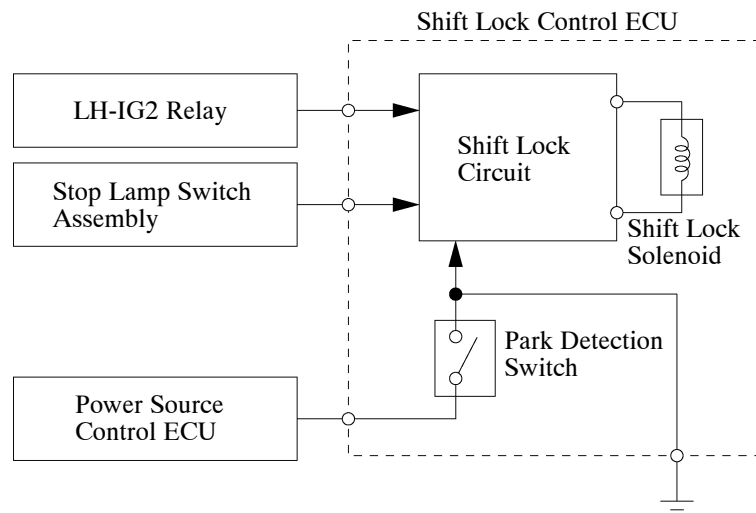 Shift Lock Control ECU
LH-IG2 Relay
Shift Lock
Circuit
Stop Lamp Switch
Assembly
Shift Lock
Solenoid
Park Detection
Switch
Power Source
Control ECU